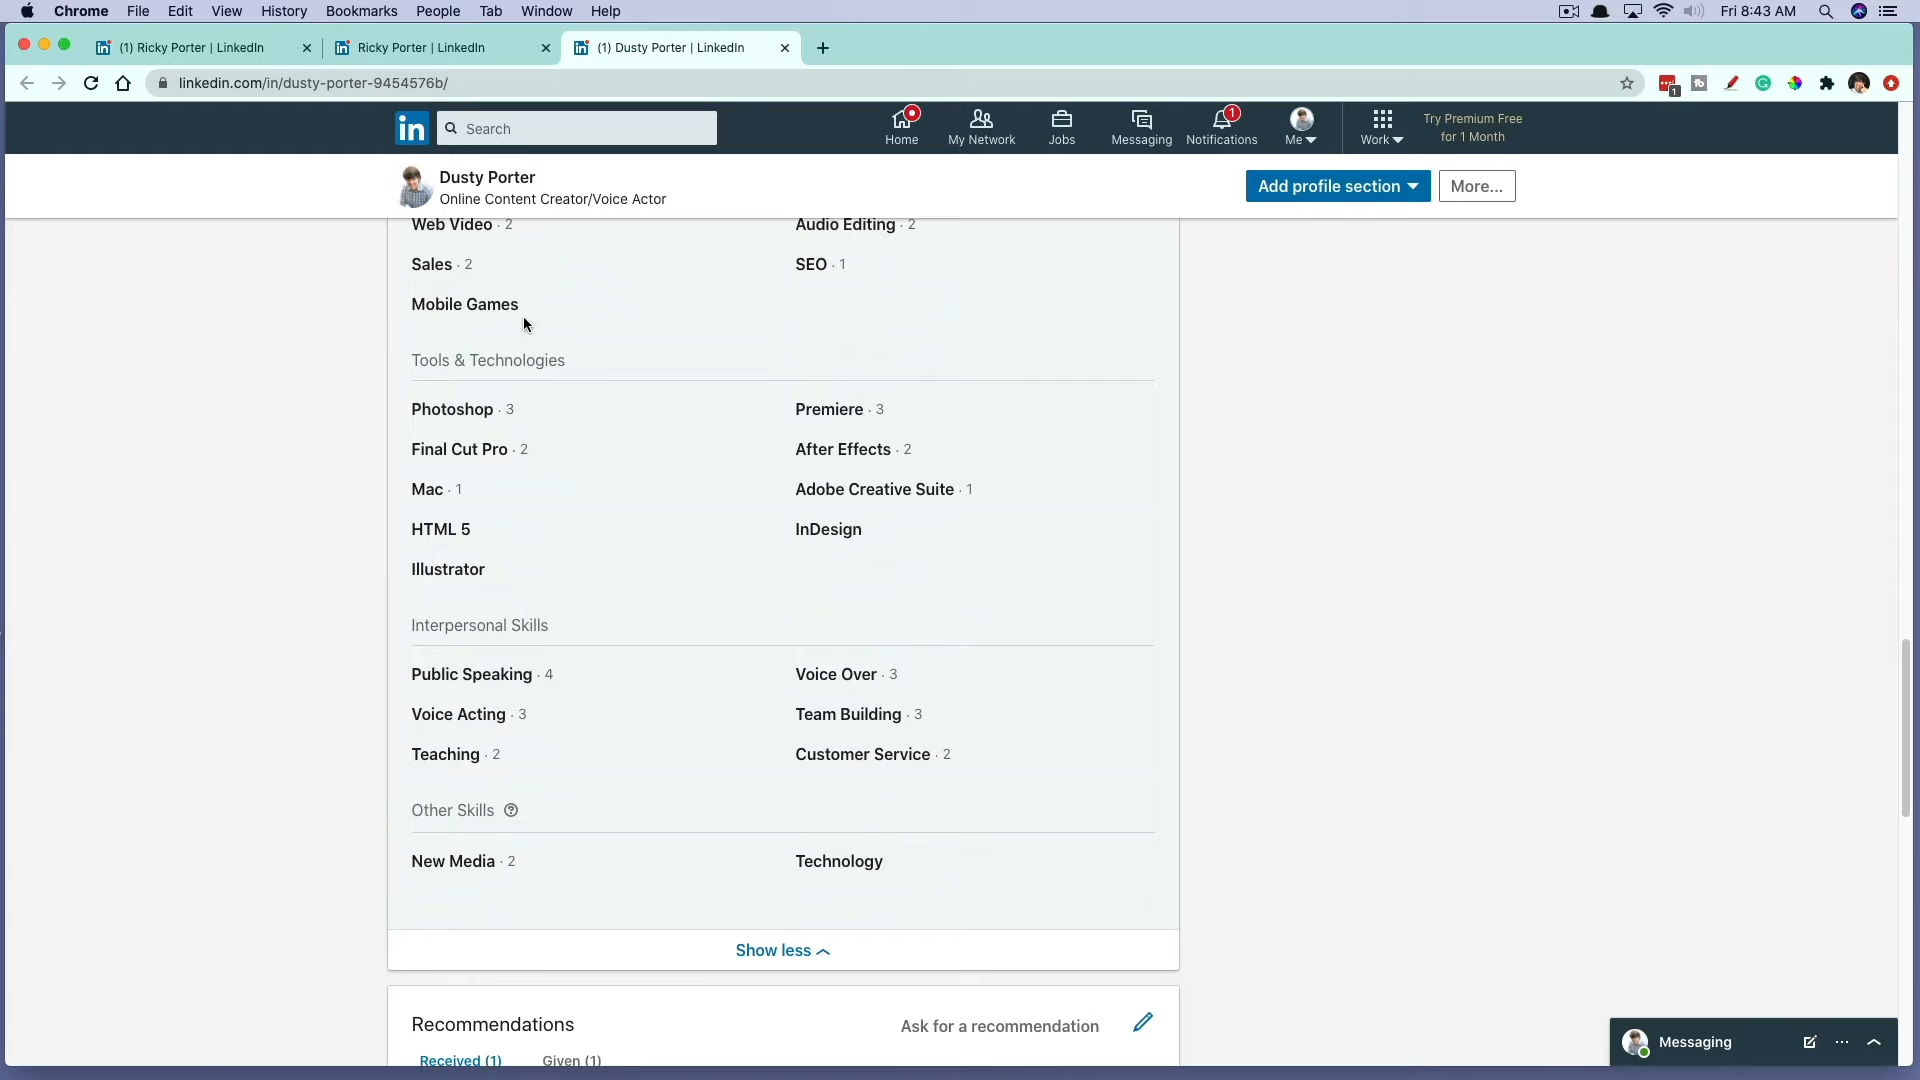 Chrome File Edit View History Bookmarks People Tab Window Help Fri 8:43 AM
(1) Ricky Porter | LinkedIn Ricky Porter | LinkedIn (1) Dusty Porter | LinkedIn
linkedin.com/in/dusty-porter-9454576b/ 1
in Search Home My Network Jobs Messaging 1 Notifications Me Work Try Premium Free
for 1 Month
Dusty Porter
Online Content Creator/Voice Actor
Add profile section More...
Web Video · 2 Audio Editing · 2
Sales · 2 SEO · 1
Mobile Games
Tools & Technologies
Photoshop · 3 Premiere · 3
Final Cut Pro · 2 After Effects · 2
Mac · 1 Adobe Creative Suite · 1
HTML 5 InDesign
Illustrator
Interpersonal Skills
Public Speaking · 4 Voice Over · 3
Voice Acting · 3 Team Building · 3
Teaching · 2 Customer Service · 2
Other Skills
New Media · 2 Technology
Show less
Recommendations Ask for a recommendation
Received (1) Given (1)
Messaging